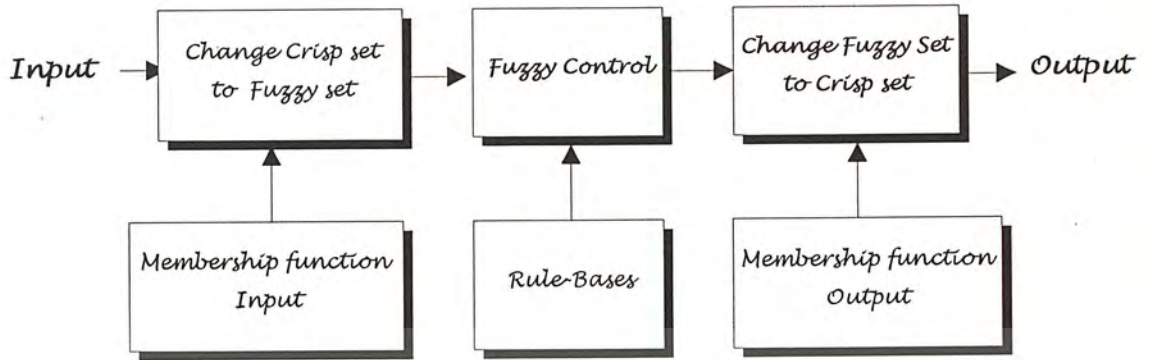 Input
Change Crisp set
to Fuzzy set
Fuzzy Control
Change Fuzzy Set
to Crisp set
Output
Membership function
Input
Rule-Bases
Membership function
Output